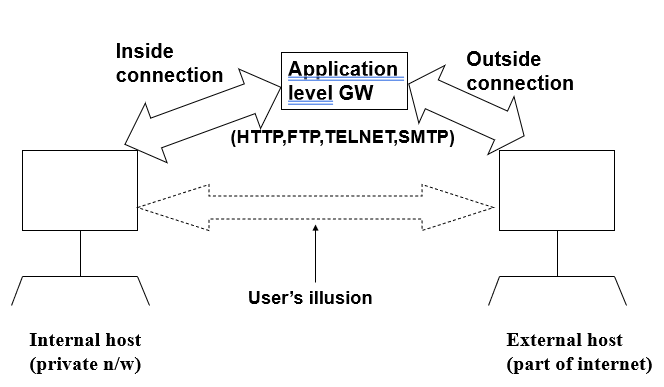 Inside
connection
Application
level GW
Outside
connection
(HTTP,FTP,TELNET,SMTP)
User's illusion
Internal host
(private n/w)
External host
(part of internet)